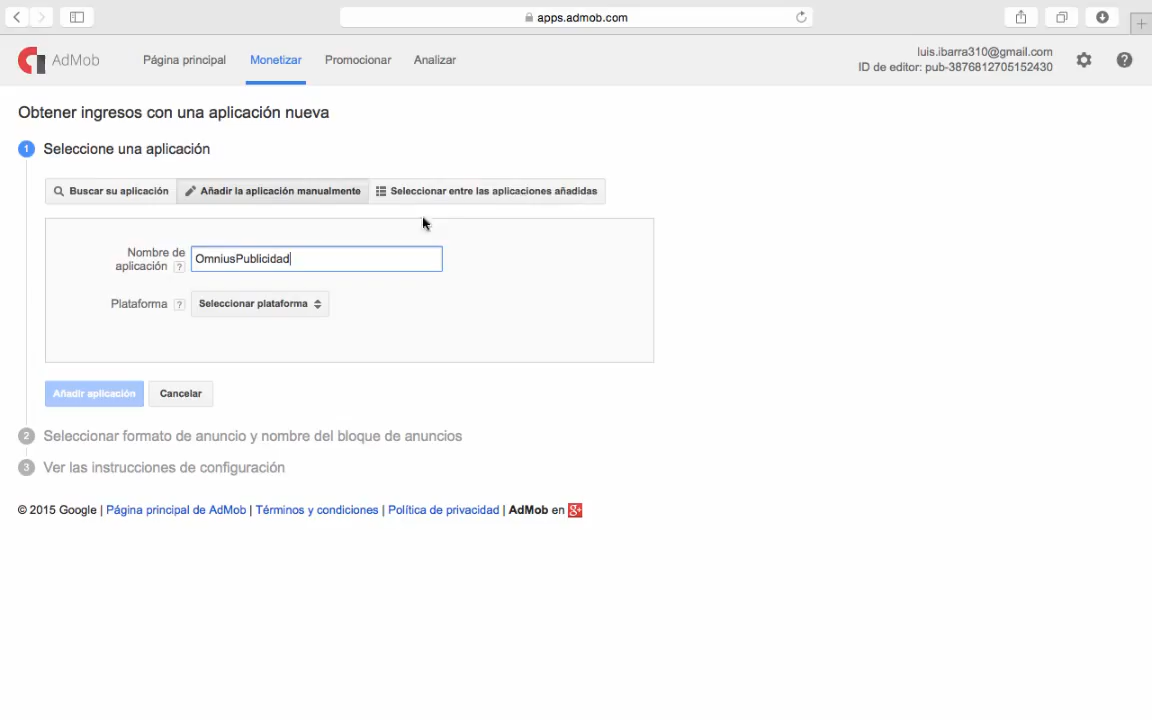 apps.admob.com
AdMob
Página principal
Monetizar
Promocionar
Analizar
luis.ibarra310@gmail.com
ID de editor: pub-3876812705152430
Obtener ingresos con una aplicación nueva
1 Seleccione una aplicación
Buscar su aplicación
Añadir la aplicación manualmente
Seleccionar entre las aplicaciones añadidas
Nombre de
aplicación ?
OmniusPublicidad
Plataforma ?
Seleccionar plataforma
Añadir aplicación
Cancelar
2 Seleccionar formato de anuncio y nombre del bloque de anuncios
3 Ver las instrucciones de configuración
© 2015 Google | Página principal de AdMob | Términos y condiciones | Política de privacidad | AdMob en g+